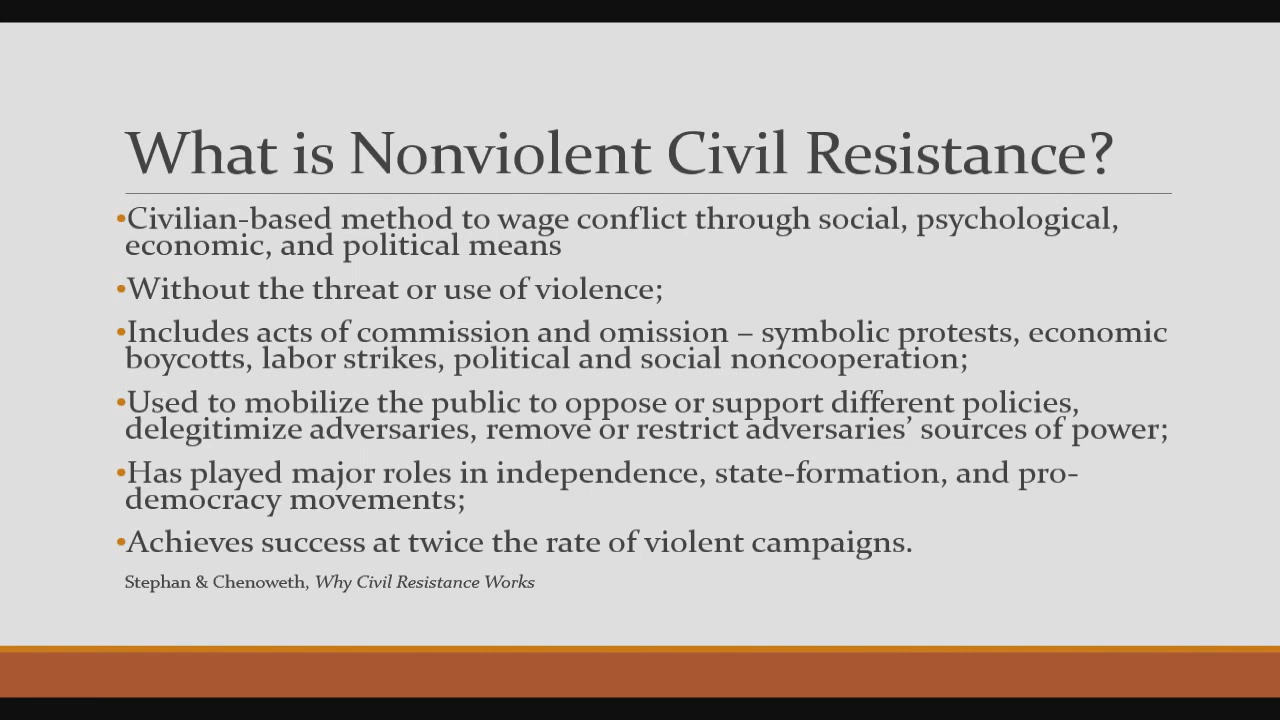 What is Nonviolent Civil Resistance?
•Civilian-based method to wage conflict through social, psychological,
economic, and political means
•Without the threat or use of violence;
•Includes acts of commission and omission – symbolic protests, economic
boycotts, labor strikes, political and social noncooperation;
•Used to mobilize the public to oppose or support different policies,
delegitimize adversaries, remove or restrict adversaries’ sources of power;
•Has played major roles in independence, state-formation, and pro-
democracy movements;
•Achieves success at twice the rate of violent campaigns.
Stephan & Chenoweth, Why Civil Resistance Works